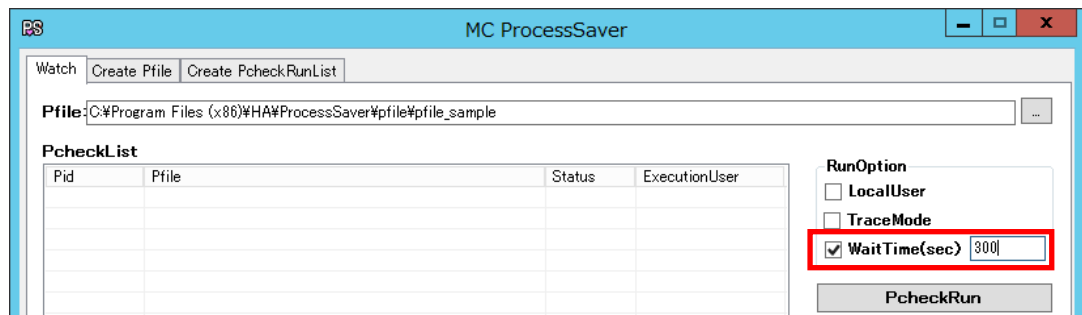 PS MC ProcessSaver
Watch Create Pfile Create PcheckRunList
Pfile: C:¥Program Files (x86)¥HA¥ProcessSaver¥pfile¥pfile_sample ...
PcheckList
Pid Pfile Status ExecutionUser
RunOption
LocalUser
TraceMode
WaitTime(sec) 300
PcheckRun